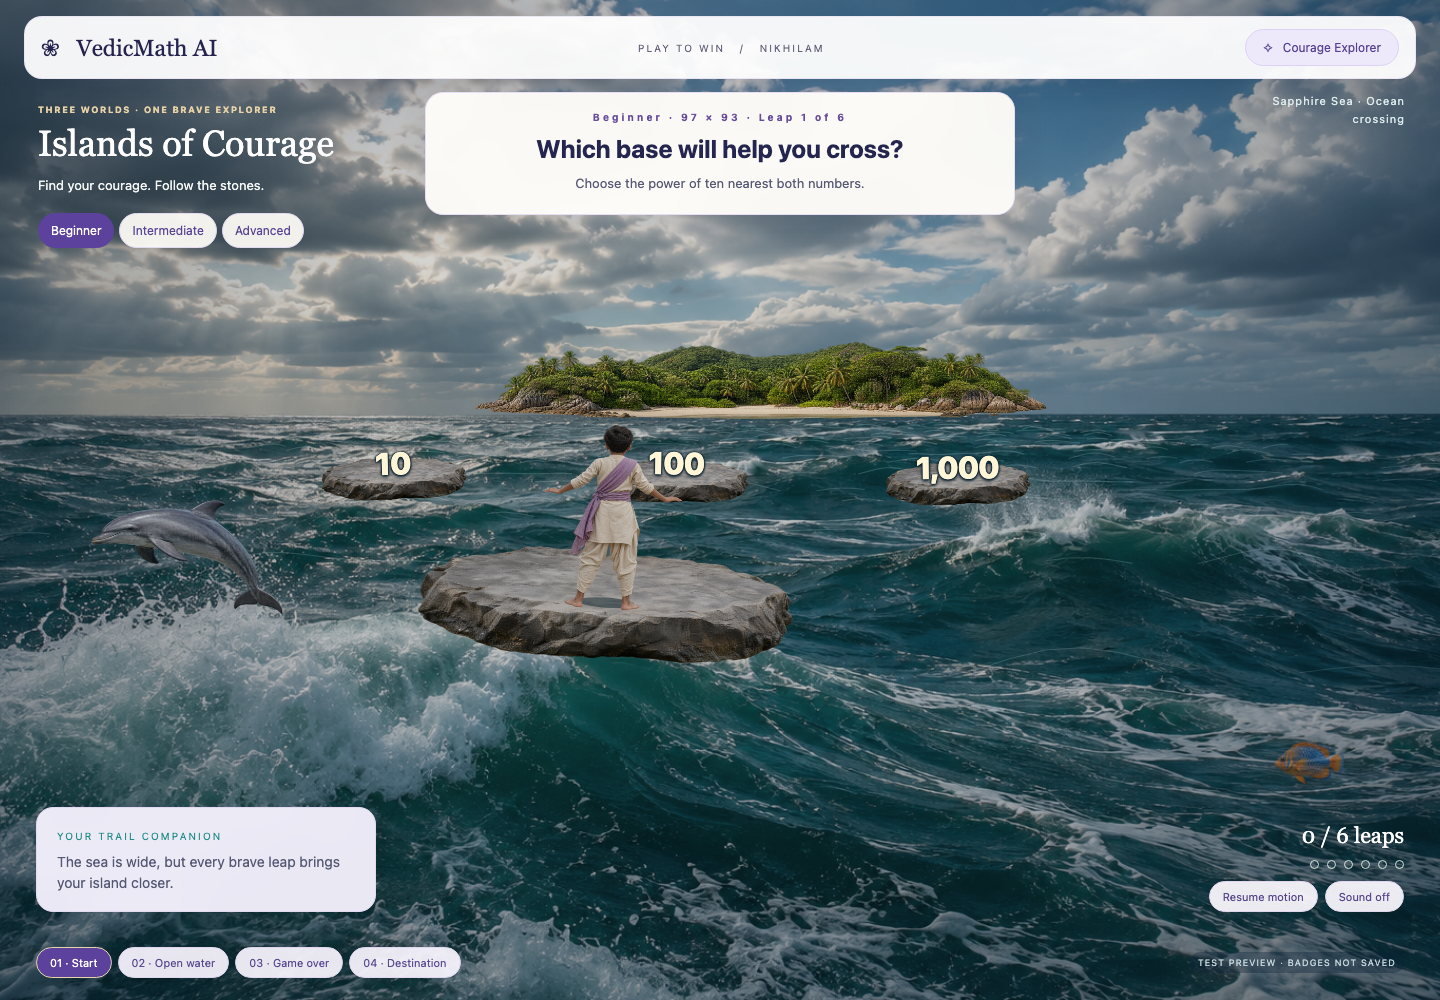 VedicMath AI
PLAY TO WIN / NIKHILAM
Courage Explorer
THREE WORLDS · ONE BRAVE EXPLORER
Islands of Courage
Find your courage. Follow the stones.
Beginner
Intermediate
Advanced
Beginner · 97 × 93 · Leap 1 of 6
Which base will help you cross?
Choose the power of ten nearest both numbers.
Sapphire Sea · Ocean
crossing
10
100
1,000
YOUR TRAIL COMPANION
The sea is wide, but every brave leap brings
your island closer.
0 / 6 leaps
Resume motion
Sound off
01 · Start
02 · Open water
03 · Game over
04 · Destination
TEST PREVIEW · BADGES NOT SAVED